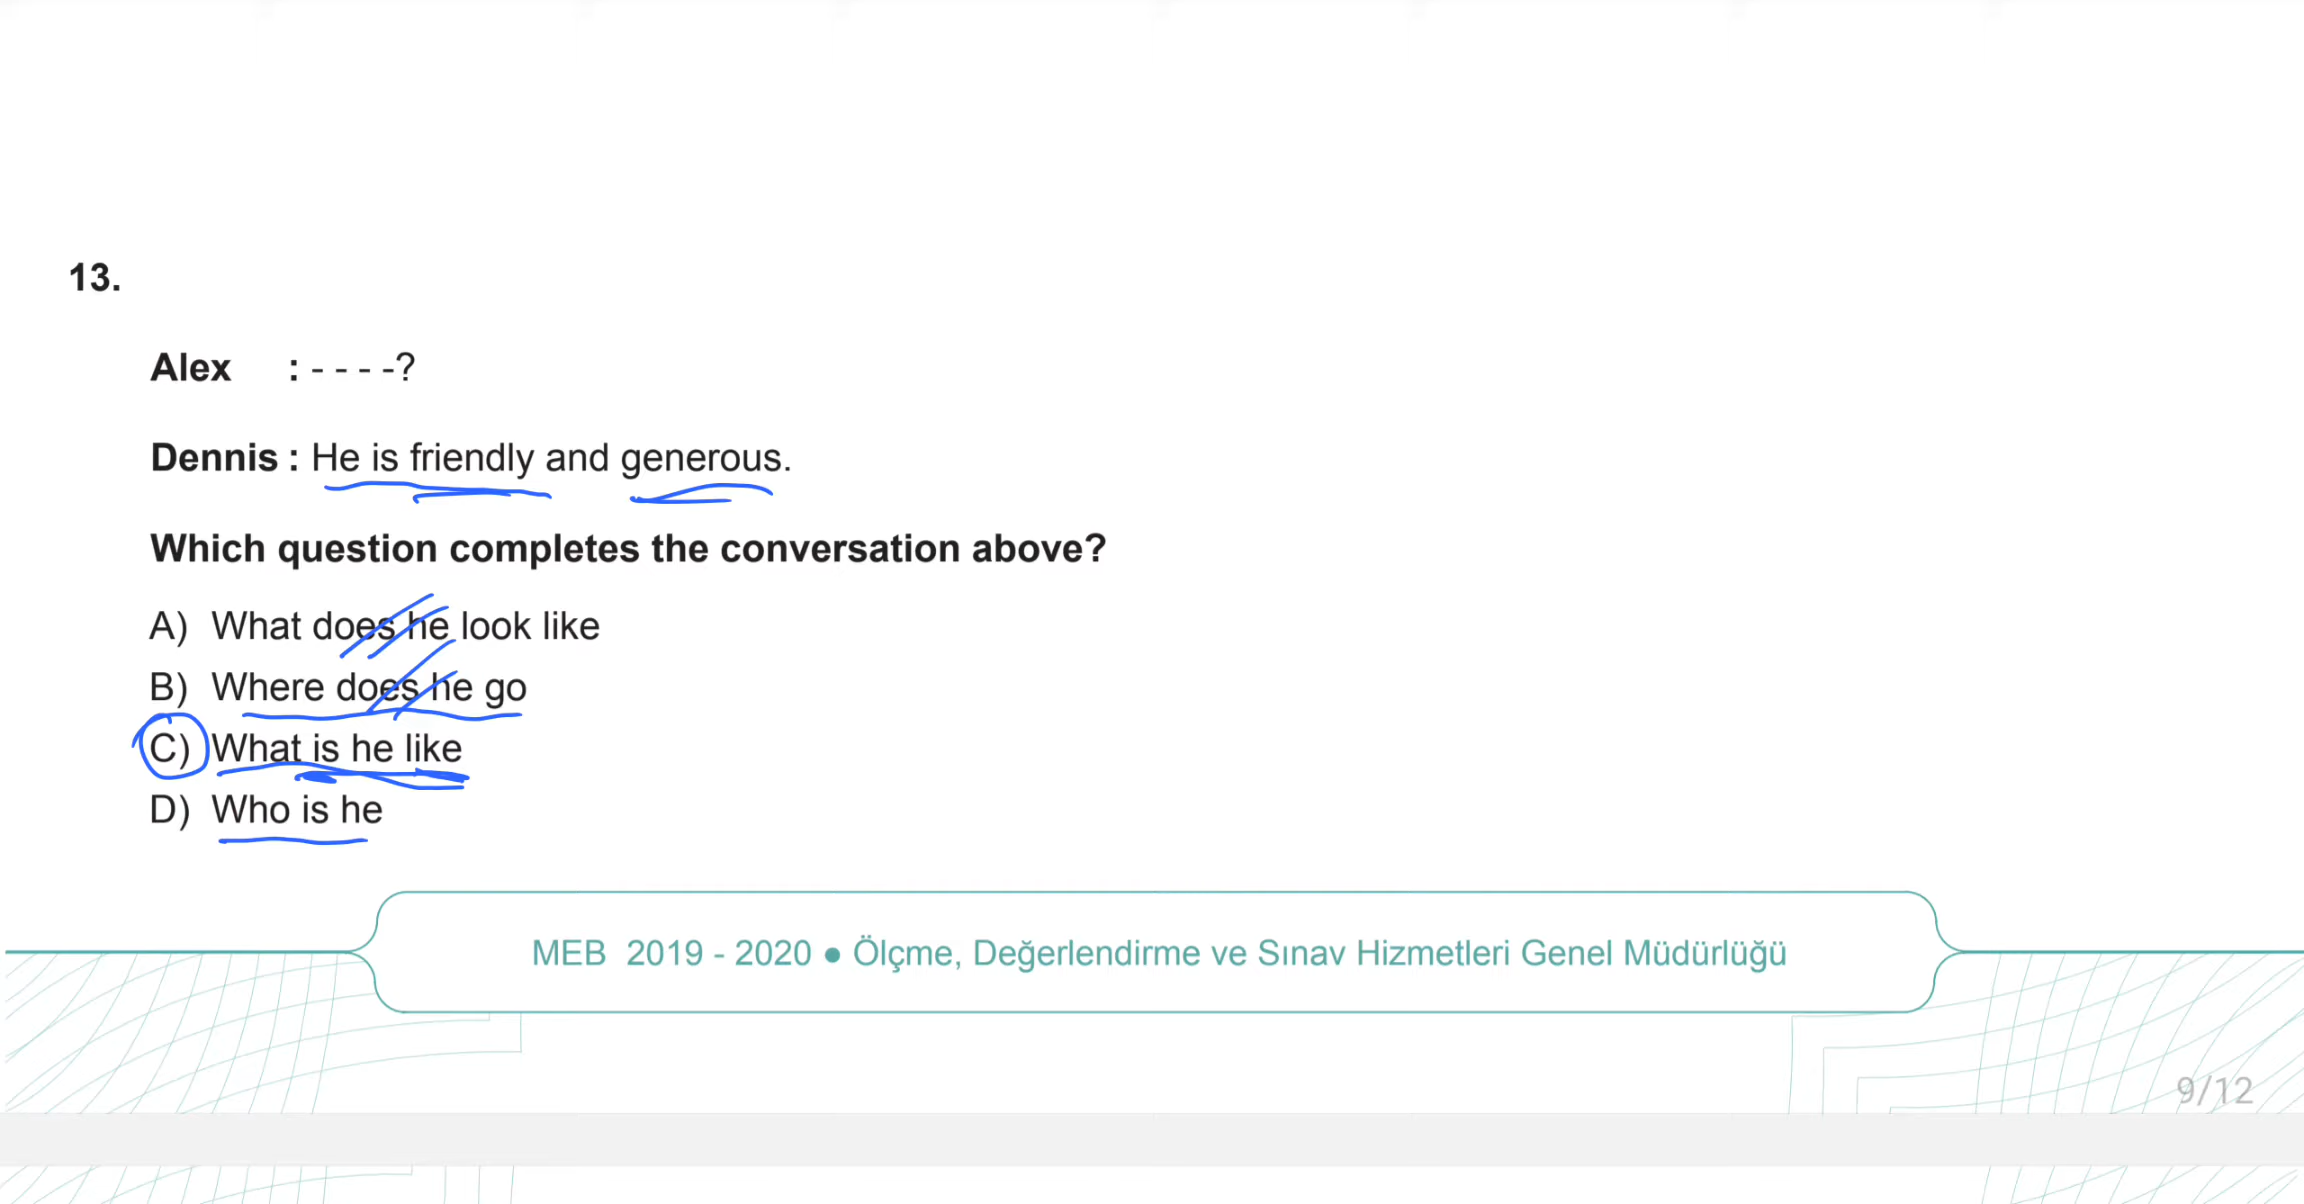 13.
Alex : - - - -?
Dennis : He is friendly and generous.
Which question completes the conversation above?
A) What does he look like
B) Where does he go
C) What is he like
D) Who is he
MEB 2019 - 2020 ● Ölçme, Değerlendirme ve Sınav Hizmetleri Genel Müdürlüğü
9/12